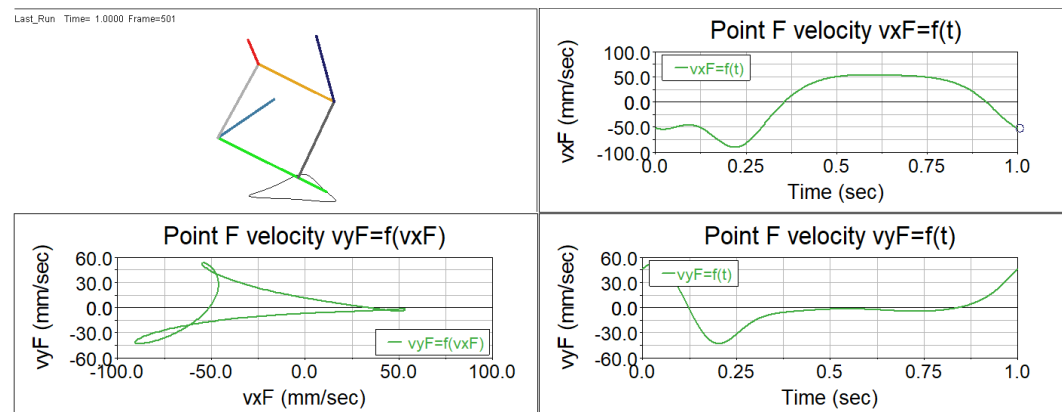 Last_Run Time= 1.0000 Frame=501
Point F velocity vxF=f(t)
vxF (mm/sec)
100.0
50.0
0.0
-50.0
-100.0
vxF=f(t)
0.0 0.25 0.50 0.75 1.0
Time (sec)
Point F velocity vyF=f(vxF)
vyF (mm/sec)
60.0
30.0
0.0
-30.0
-60.0
vyF=f(vxF)
-100.0 -50.0 0.0 50.0 100.0
vxF (mm/sec)
Point F velocity vyF=f(t)
vyF (mm/sec)
60.0
30.0
0.0
-30.0
-60.0
vyF=f(t)
0.0 0.25 0.50 0.75 1.0
Time (sec)